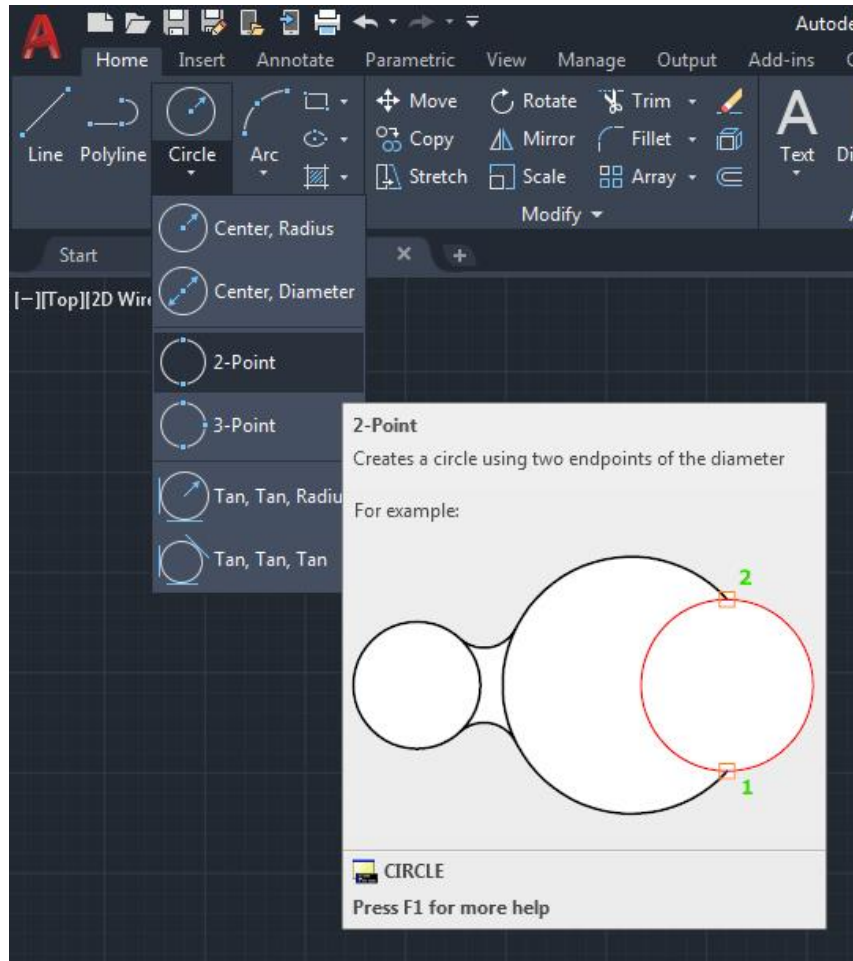 Autode
Home Insert Annotate Parametric View Manage Output Add-ins
Line Polyline Circle Arc Move Rotate Trim Text
Copy Mirror Fillet
Stretch Scale Array
Modify
Start
[−][Top][2D Wire
Center, Radius
Center, Diameter
2-Point
3-Point
Tan, Tan, Radiu
Tan, Tan, Tan
2-Point
Creates a circle using two endpoints of the diameter
For example:
2
1
CIRCLE
Press F1 for more help